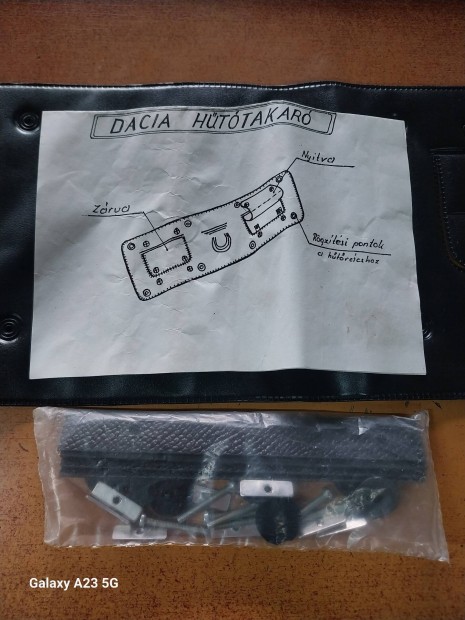 DACIA HŰTŐTAKARÓ
Nyitva
Zárva
Rögzítési pontok
a hűtőrácshoz
Galaxy A23 5G